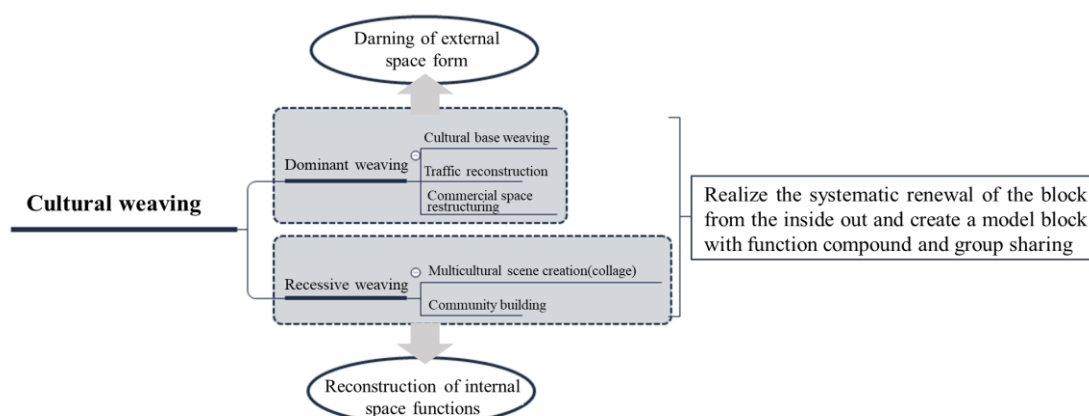 Darning of external
space form
Cultural base weaving
Dominant weaving
Traffic reconstruction
Commercial space
restructuring
Cultural weaving
Realize the systematic renewal of the block
from the inside out and create a model block
with function compound and group sharing
Multicultural scene creation(collage)
Recessive weaving
Community building
Reconstruction of internal
space functions